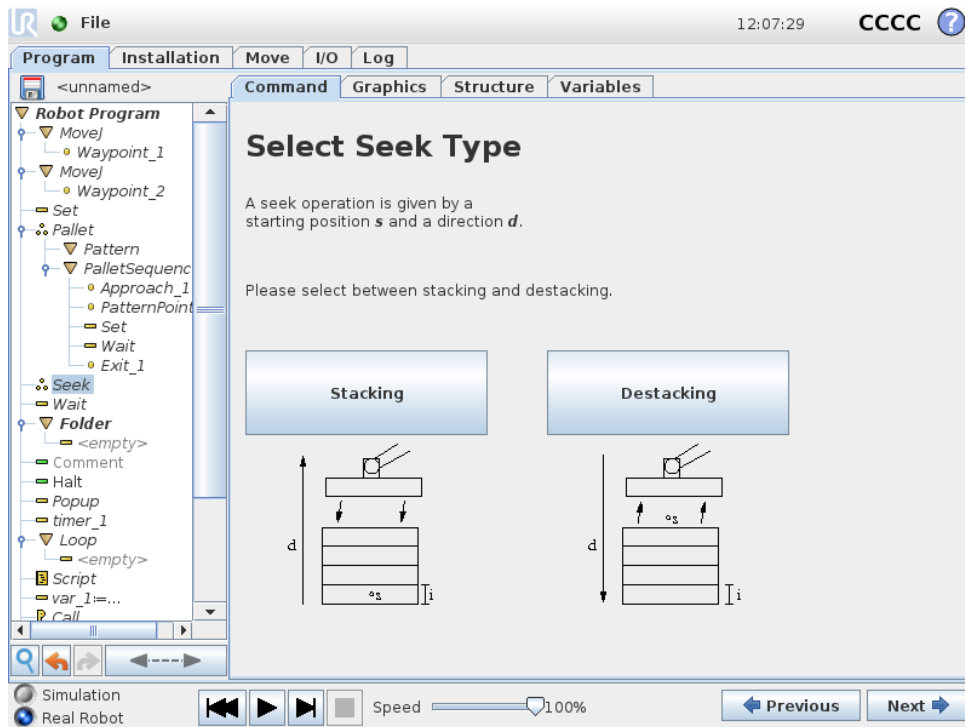 UR File 12:07:29 CCCC ?
Program Installation Move I/O Log
<unnamed>
Command Graphics Structure Variables
Robot Program
MoveJ
Waypoint_1
MoveJ
Waypoint_2
Set
Pallet
Pattern
PalletSequenc
Approach_1
PatternPoint
Set
Wait
Exit_1
Seek
Wait
Folder
<empty>
Comment
Halt
Popup
timer_1
Loop
<empty>
Script
var_1:=...
Call
Select Seek Type
A seek operation is given by a
starting position s and a direction d.
Please select between stacking and destacking.
Stacking
Destacking
d
s
i
d
s
i
Simulation
Real Robot
Speed 100%
Previous Next